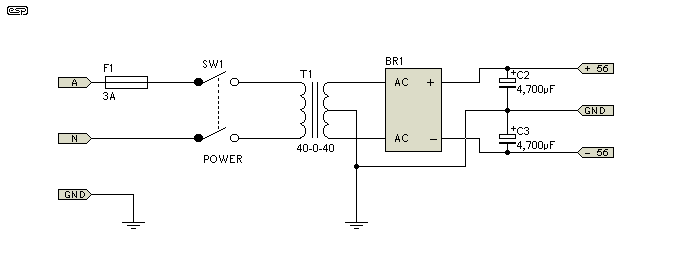 esp
F1
A
3A
SW1
N
POWER
GND
T1
40-0-40
BR1
AC +
AC −
+ 56
+C2
4,700µF
GND
+C3
4,700µF
− 56